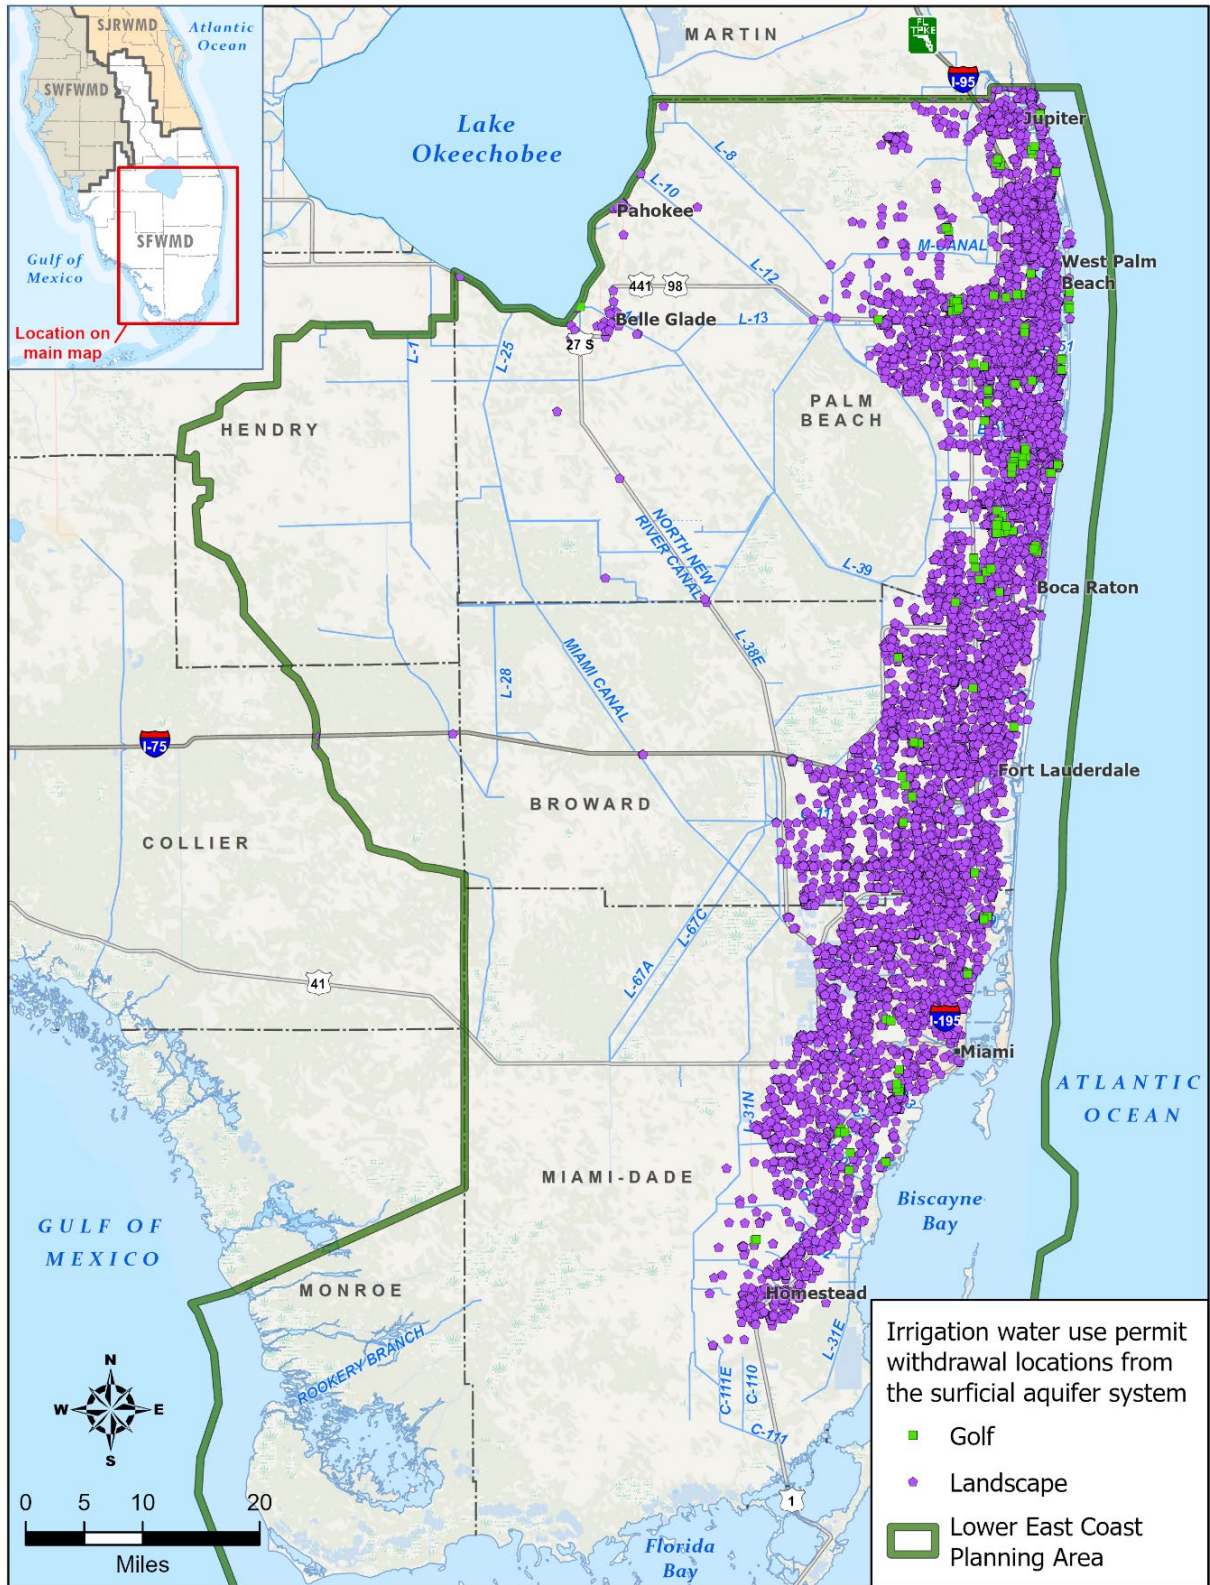 SJRWMD
Atlantic
Ocean
SWFWMD
SFWMD
Gulf of
Mexico
Location on
main map
MARTIN
FL
TPKE
I-95
Lake
Okeechobee
Jupiter
L-8
L-10
Pahokee
M-CANAL
West Palm
Beach
L-12
441
98
Belle Glade
L-13
27 S
51
L-1
L-25
PALM
BEACH
HENDRY
NORTH NEW
RIVER CANAL
L-39
Boca Raton
L-38E
MIAMI CANAL
L-28
I-75
Fort Lauderdale
BROWARD
COLLIER
L-67C
L-67A
41
I-195
Miami
ATLANTIC
OCEAN
L-31N
MIAMI-DADE
Biscayne
Bay
GULF OF
MEXICO
MONROE
Homestead
ROOKERY BRANCH
L-31E
C-111E
C-110
C-111
1
Florida
Bay
N
W
E
S
0
5
10
20
Miles
Irrigation water use permit
withdrawal locations from
the surficial aquifer system
Golf
Landscape
Lower East Coast
Planning Area